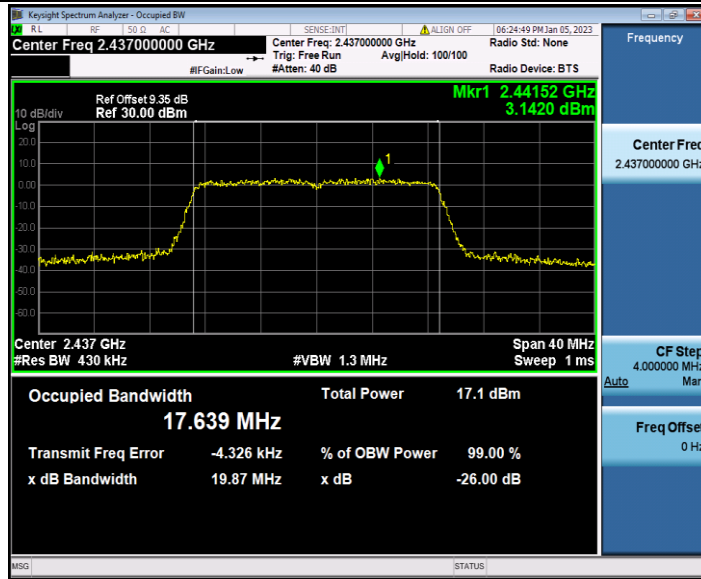 Keysight Spectrum Analyzer - Occupied BW
RL RF 50 Ω AC SENSE:INT ALIGN OFF 06:24:49 PM Jan 05, 2023
Center Freq 2.437000000 GHz
Center Freq: 2.437000000 GHz
Radio Std: None
Trig: Free Run Avg|Hold: 100/100
#IFGain:Low #Atten: 40 dB Radio Device: BTS
Mkr1 2.44152 GHz
3.1420 dBm
Ref Offset 9.35 dB
10 dB/div Ref 30.00 dBm
Log
20.0
10.0
0.00
-10.0
-20.0
-30.0
-40.0
-50.0
-60.0
1
Center 2.437 GHz Span 40 MHz
#Res BW 430 kHz #VBW 1.3 MHz Sweep 1 ms
Occupied Bandwidth Total Power 17.1 dBm
17.639 MHz
Transmit Freq Error -4.326 kHz % of OBW Power 99.00 %
x dB Bandwidth 19.87 MHz x dB -26.00 dB
MSG STATUS
Frequency
Center Freq
2.437000000 GHz
CF Step
4.000000 MHz
Auto Man
Freq Offset
0 Hz